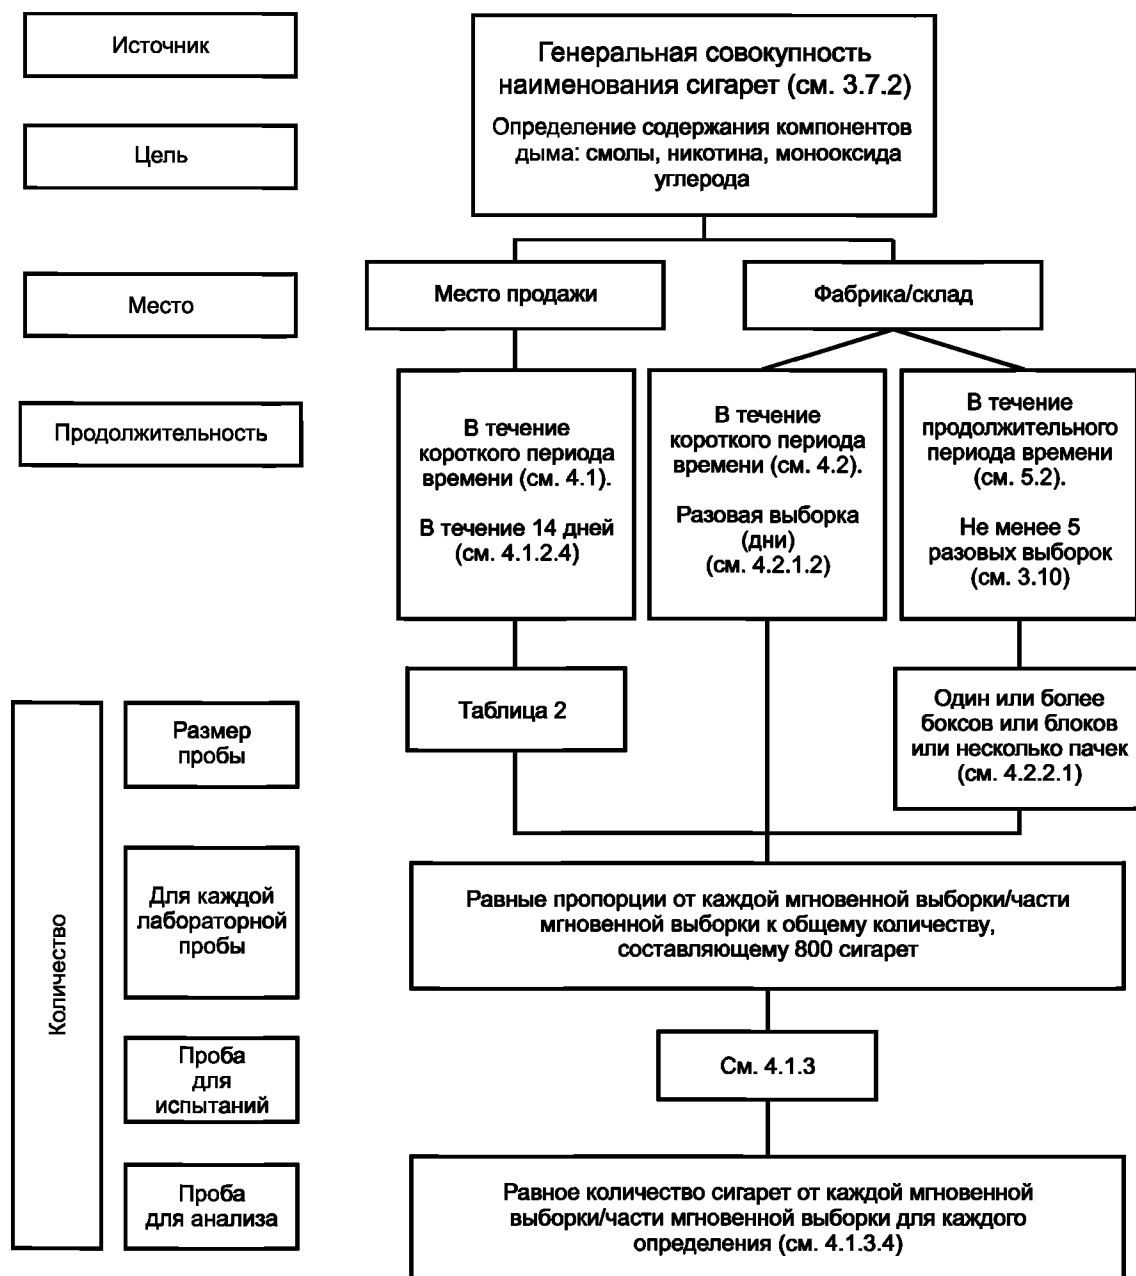 Источник
Генеральная совокупность
наименования сигарет (см. 3.7.2)
Цель
Определение содержания компонентов
дыма: смолы, никотина, монооксида
углерода
Место
Место продажи
Фабрика/склад
Продолжительность
В течение
короткого периода
времени (см. 4.1).
В течение 14 дней
(см. 4.1.2.4)
В течение
короткого периода
времени (см. 4.2).
Разовая выборка
(дни)
(см. 4.2.1.2)
В течение
продолжительного
периода времени
(см. 5.2).
Не менее 5
разовых выборок
(см. 3.10)
Количество
Размер
пробы
Таблица 2
Один или более
боксов или блоков
или несколько пачек
(см. 4.2.2.1)
Для каждой
лабораторной
пробы
Равные пропорции от каждой мгновенной выборки/части
мгновенной выборки к общему количеству,
составляющему 800 сигарет
Проба
для
испытаний
См. 4.1.3
Проба
для анализа
Равное количество сигарет от каждой мгновенной
выборки/части мгновенной выборки для каждого
определения (см. 4.1.3.4)